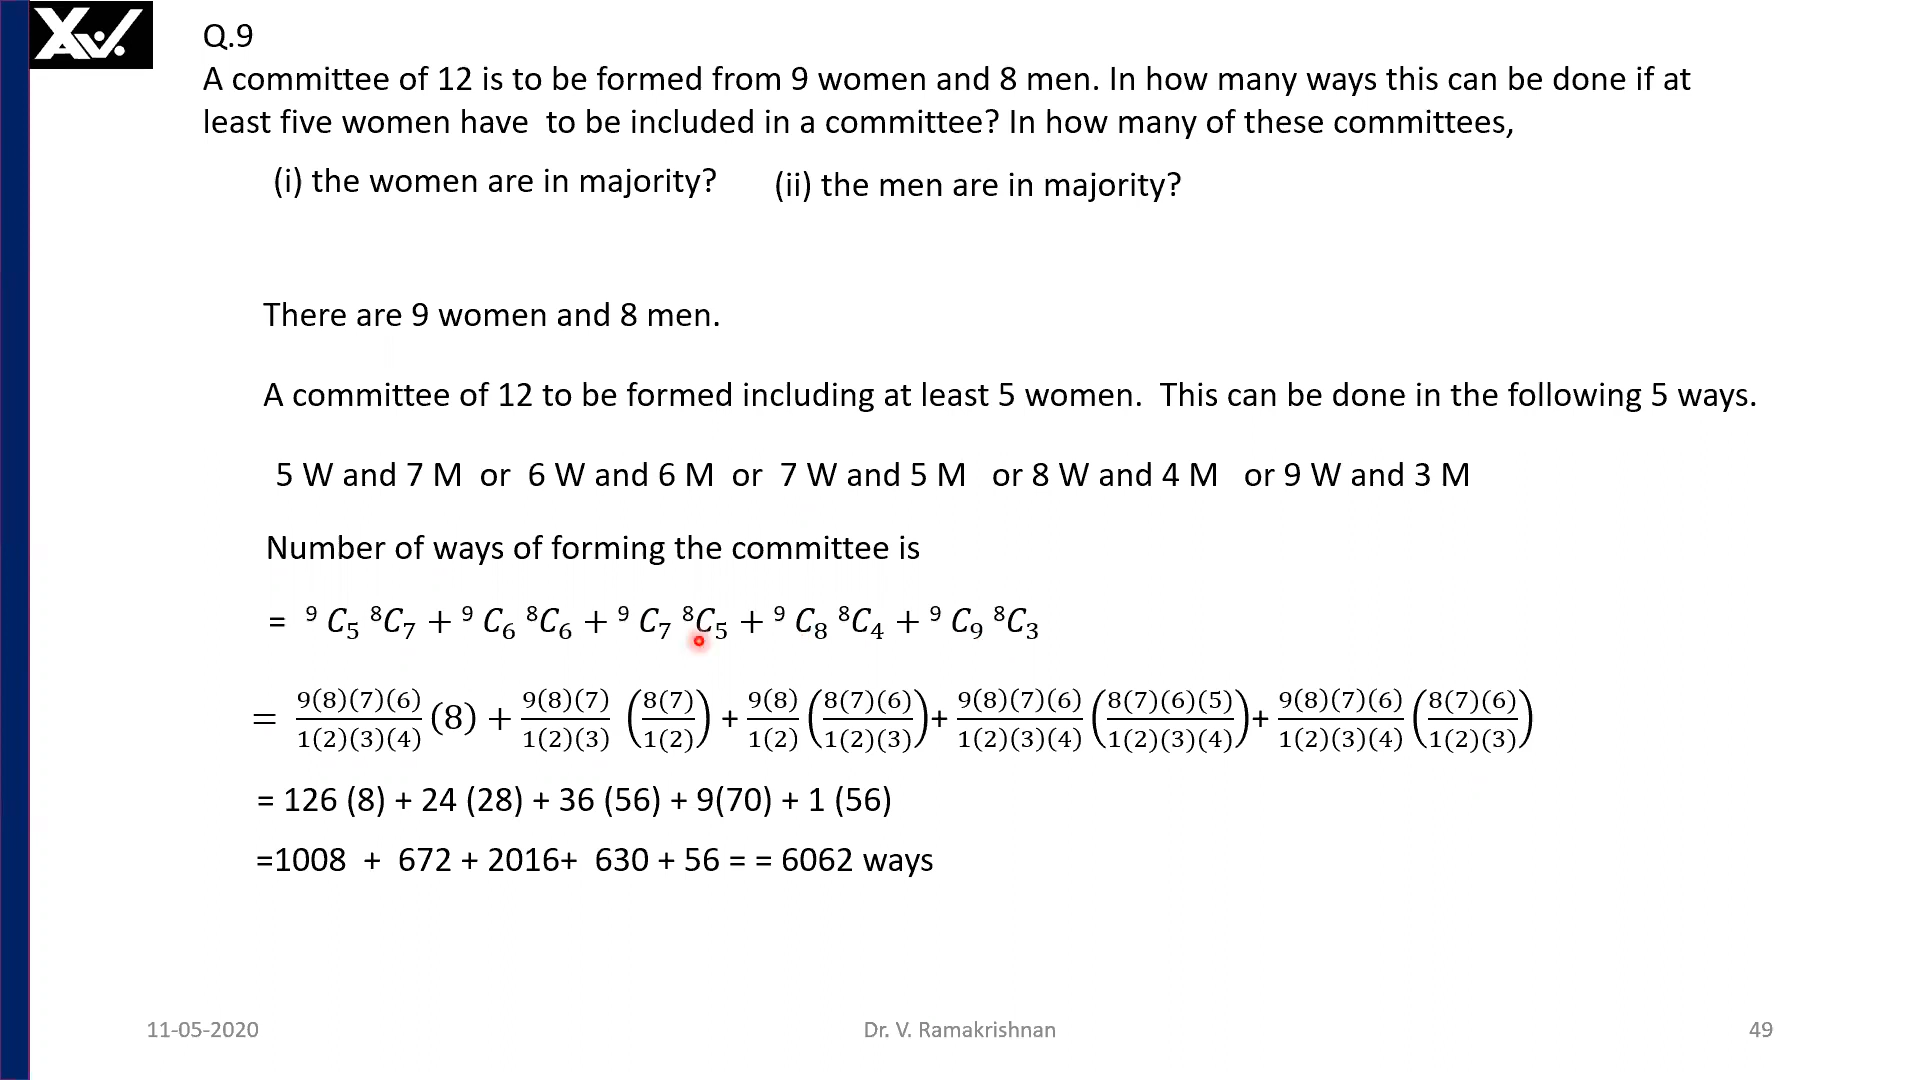 XAV.
Q.9
A committee of 12 is to be formed from 9 women and 8 men. In how many ways this can be done if at
least five women have to be included in a committee? In how many of these committees,
(i) the women are in majority? (ii) the men are in majority?
There are 9 women and 8 men.
A committee of 12 to be formed including at least 5 women. This can be done in the following 5 ways.
5 W and 7 M or 6 W and 6 M or 7 W and 5 M or 8 W and 4 M or 9 W and 3 M
Number of ways of forming the committee is
= ⁹C₅ ⁸C₇ + ⁹C₆ ⁸C₆ + ⁹C₇ ⁸C₅ + ⁹C₈ ⁸C₄ + ⁹C₉ ⁸C₃
= 9(8)(7)(6)/1(2)(3)(4) (8) + 9(8)(7)/1(2)(3) (8(7)/1(2)) + 9(8)/1(2) (8(7)(6)/1(2)(3)) + 9(8)(7)(6)/1(2)(3)(4) (8(7)(6)(5)/1(2)(3)(4)) + 9(8)(7)(6)/1(2)(3)(4) (8(7)(6)/1(2)(3))
= 126 (8) + 24 (28) + 36 (56) + 9(70) + 1 (56)
=1008 + 672 + 2016+ 630 + 56 = = 6062 ways
11-05-2020 Dr. V. Ramakrishnan 49